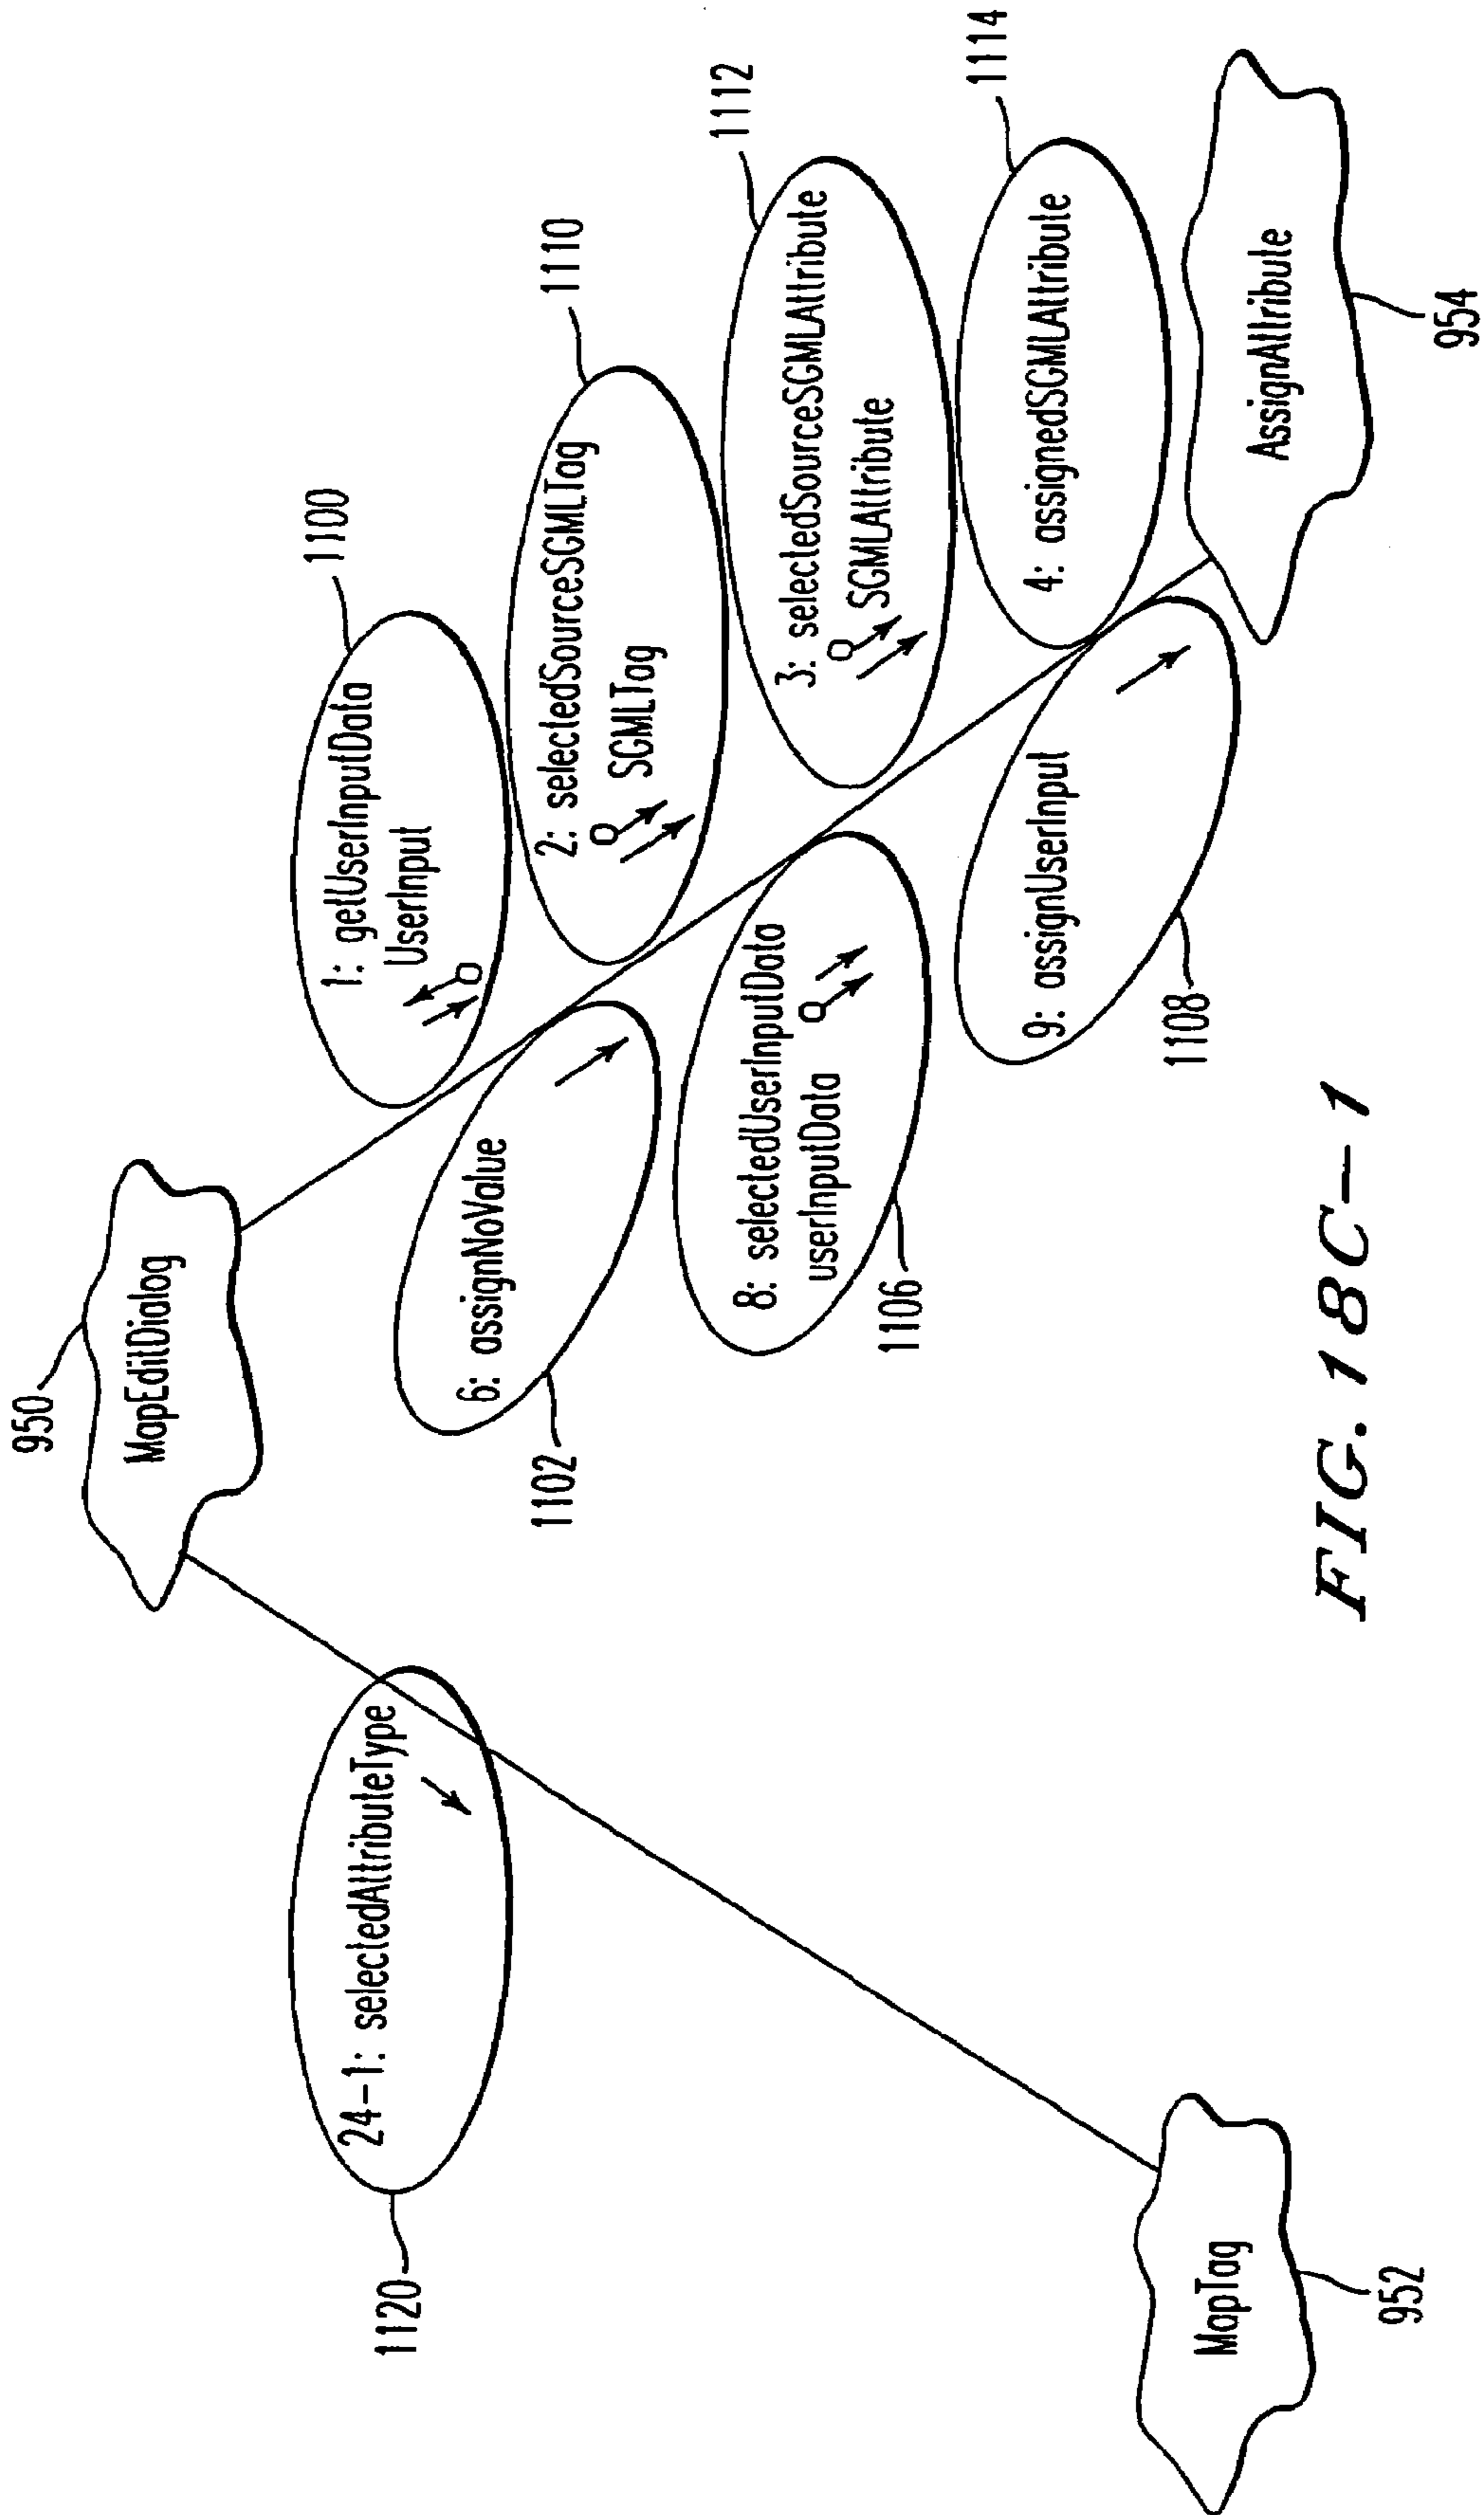 950
MapEditDialog
1100
1: getUserInputData
UserInput
1110
2: selectedSourceSGMLTag
SGMLTag
1112
3: selectedSourceSGMLAttribute
SGMLAttribute
1114
4: assignedSGMLAttribute
24-1: selectedAttributeType
1120
6: assignNoValue
1102
8: selectedUserInputData
userInputData
1106
9: assignUserInput
1108
AssignAttribute
954
MapTag
952
FIG. 18C-1